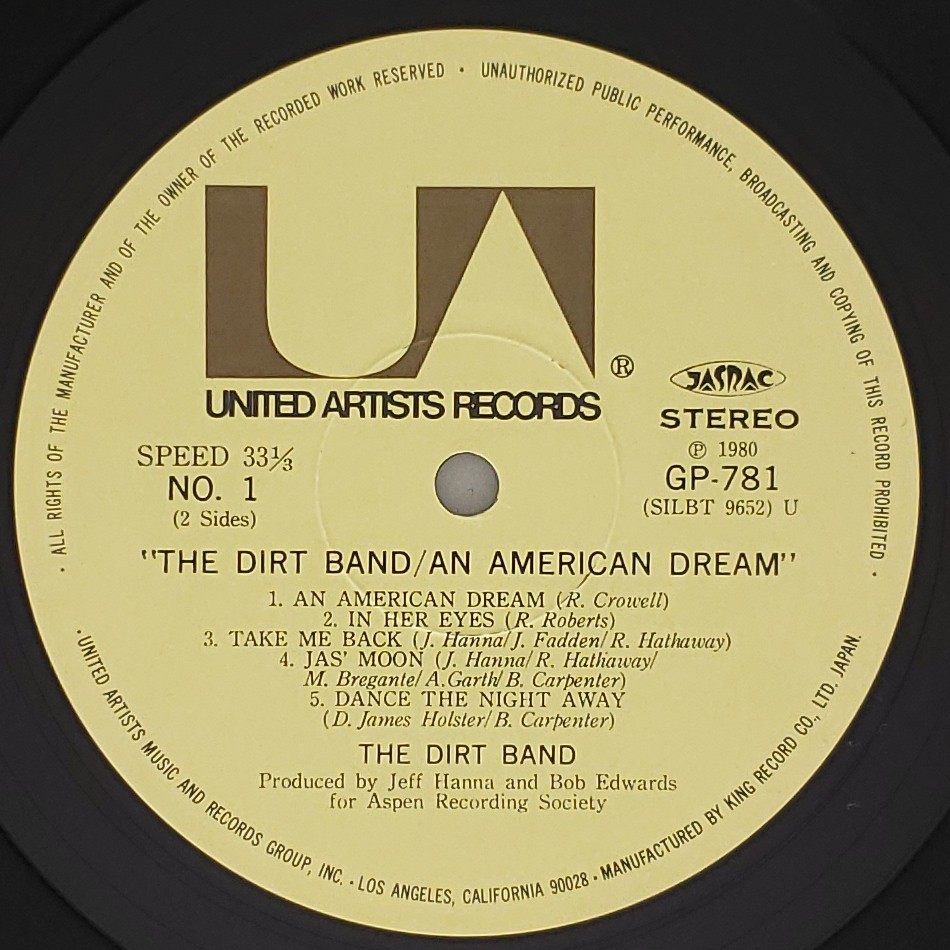 ALL RIGHTS OF THE MANUFACTURER AND OF THE OWNER OF THE RECORDED WORK RESERVED · UNAUTHORIZED PUBLIC PERFORMANCE, BROADCASTING AND COPYING OF THIS RECORD PROHIBITED ·
UA
®
UNITED ARTISTS RECORDS
JASRAC
STEREO
℗ 1980
GP-781
(SILBT 9652) U
SPEED 33⅓
NO. 1
(2 Sides)
"THE DIRT BAND/AN AMERICAN DREAM"
1. AN AMERICAN DREAM (R. Crowell)
2. IN HER EYES (R. Roberts)
3. TAKE ME BACK (J. Hanna/J. Fadden/R. Hathaway)
4. JAS' MOON (J. Hanna/R. Hathaway/
M. Bregante/A.Garth/B. Carpenter)
5. DANCE THE NIGHT AWAY
(D. James Holster/B. Carpenter)
THE DIRT BAND
Produced by Jeff Hanna and Bob Edwards
for Aspen Recording Society
· UNITED ARTISTS MUSIC AND RECORDS GROUP, INC. · LOS ANGELES, CALIFORNIA 90028 · MANUFACTURED BY KING RECORD CO., LTD. JAPAN.